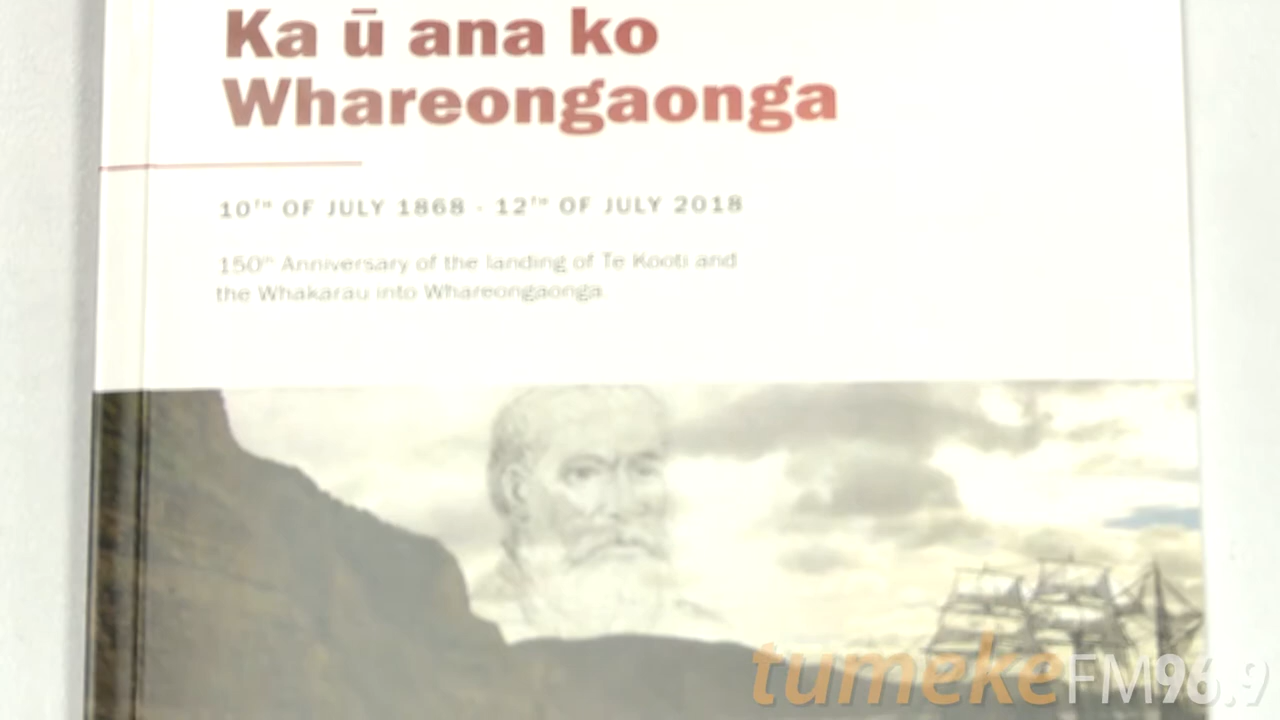 Ka ū ana ko
Whareongaonga
10TH OF JULY 1868 - 12TH OF JULY 2018
150th Anniversary of the landing of Te Kooti and
the Whakarau into Whareongaonga
tumekeFM96.9